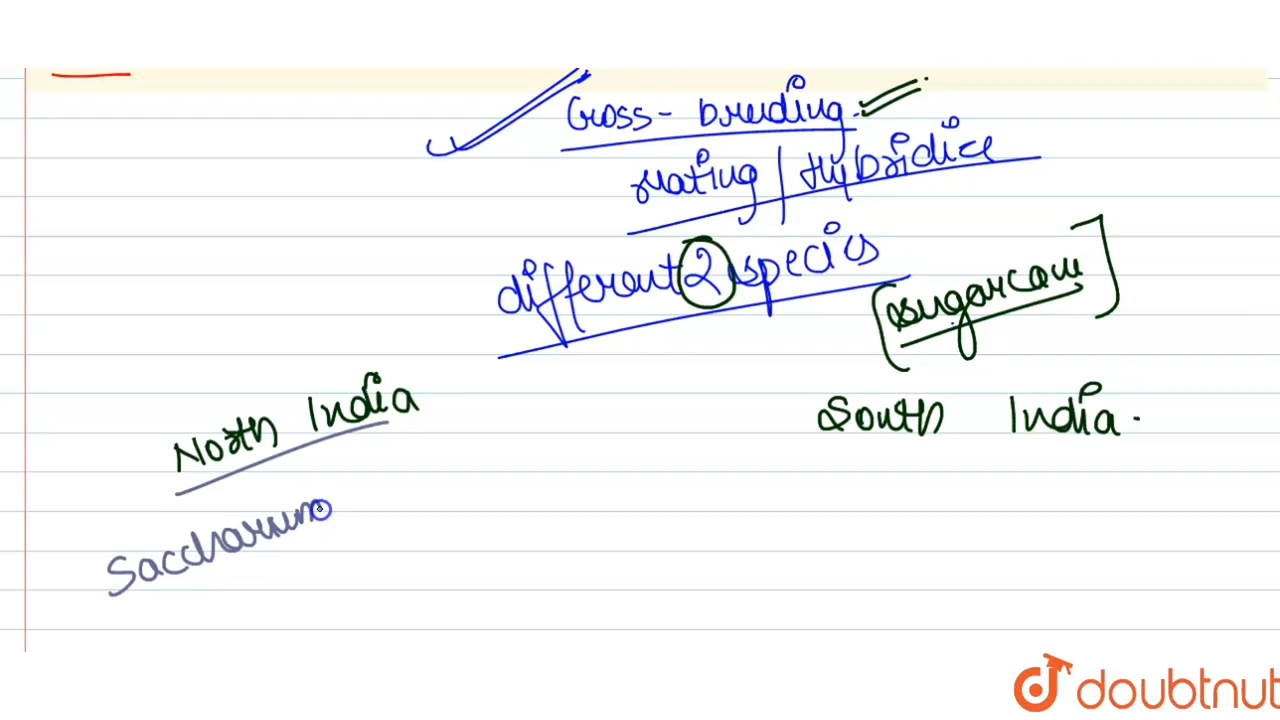 Cross-breeding.
mating / Hybridise
different 2 species
[sugarcane]
North India
South India.
Saccharum
doubtnut